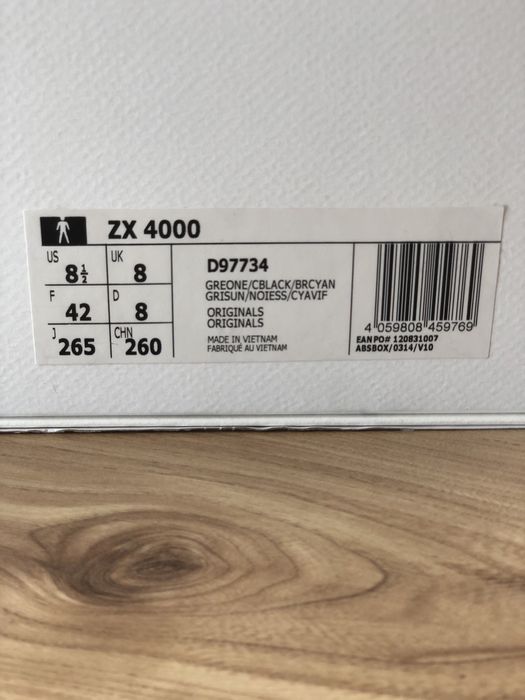 ZX 4000
US 8½ UK 8
F 42 D 8
J 265 CHN 260
D97734
GREONE/CBLACK/BRCYAN
GRISUN/NOIESS/CYAVIF
ORIGINALS
ORIGINALS
MADE IN VIETNAM
FABRIQUÉ AU VIETNAM
4 059808 459769
EAN PO# 120831007
ABSBOX/0314/V10